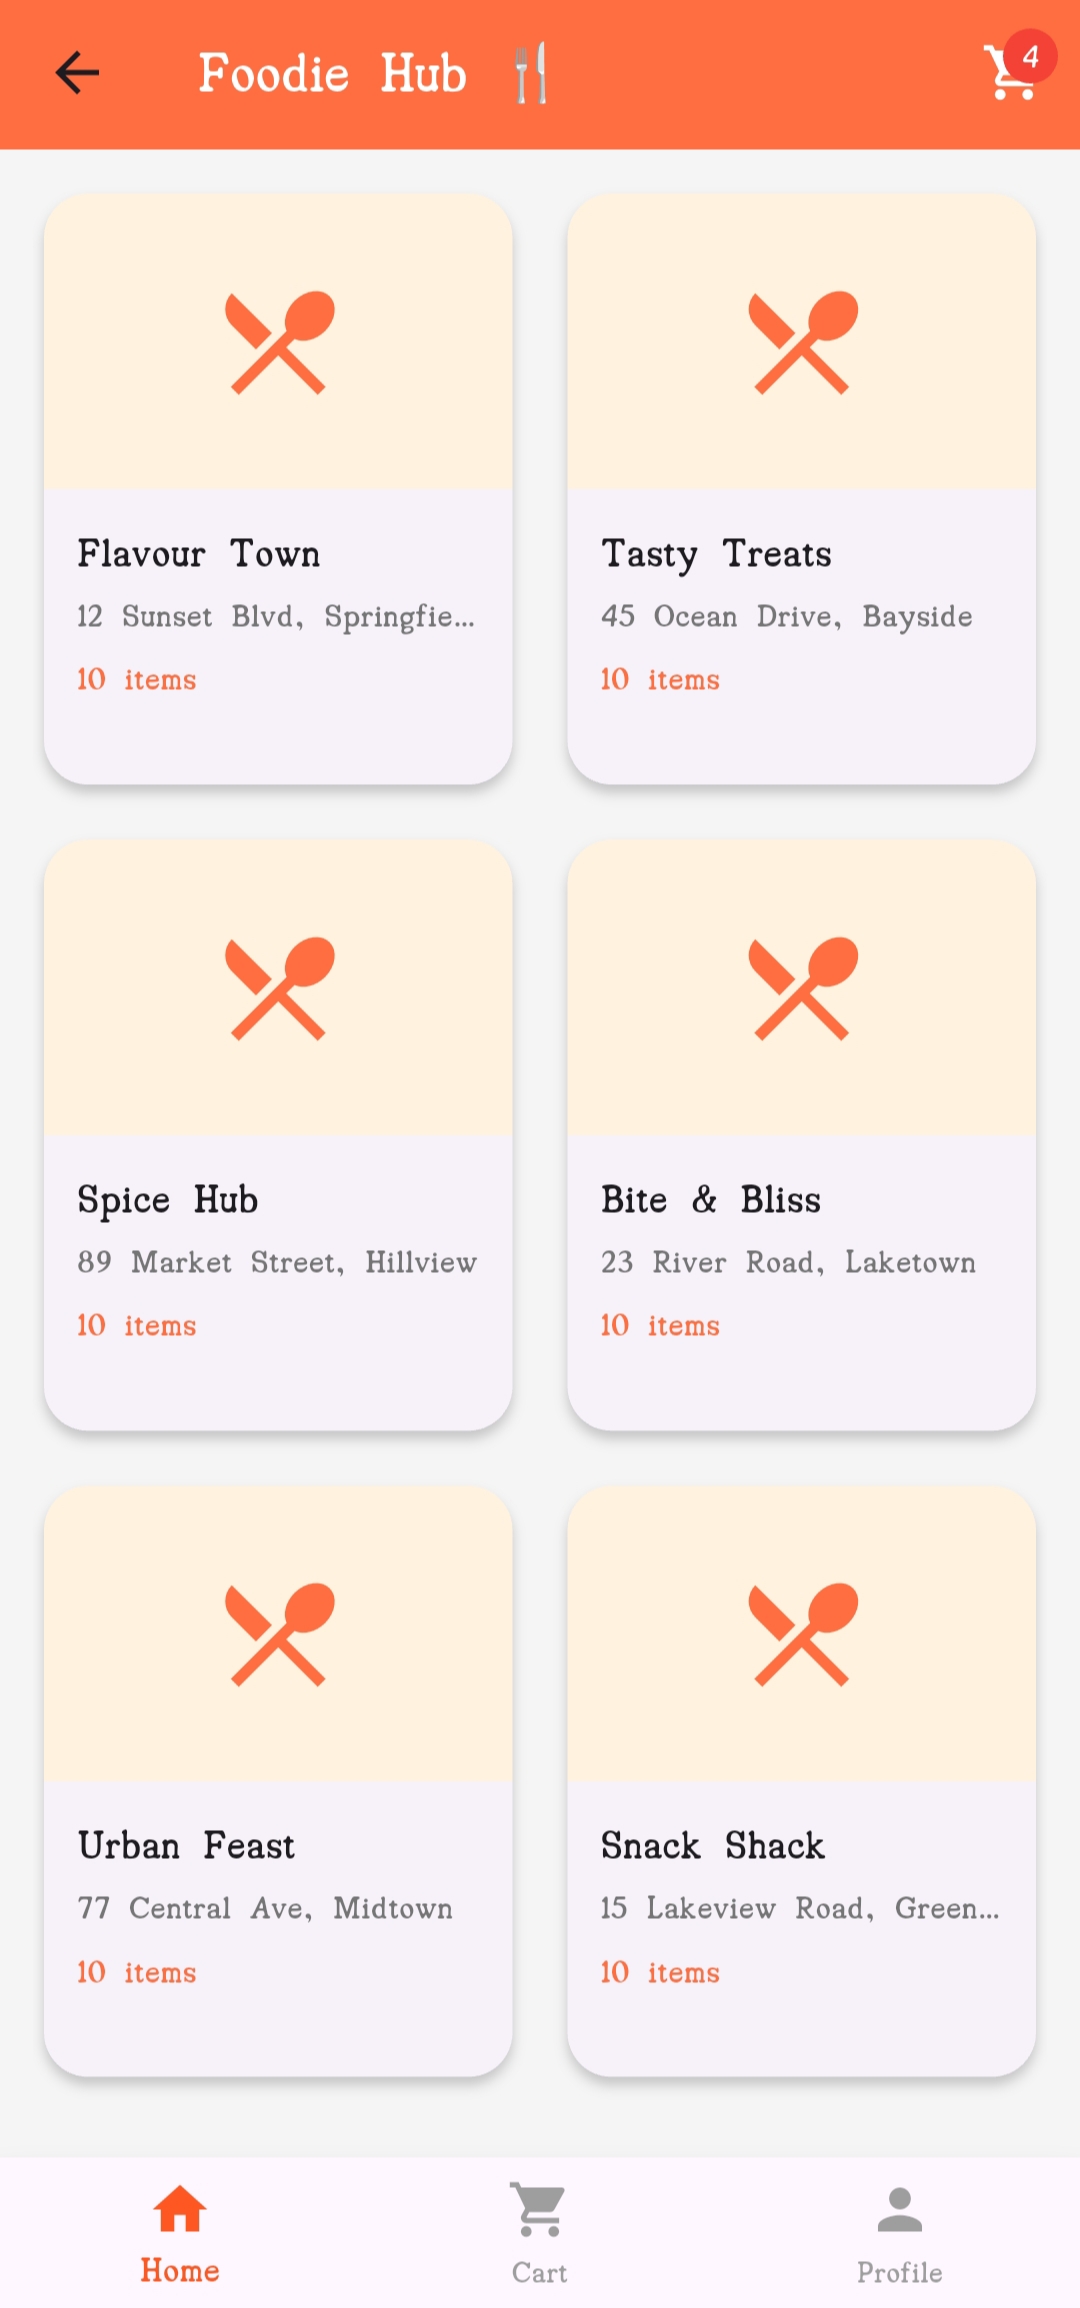 Foodie Hub 🍴
4
Flavour Town
12 Sunset Blvd, Springfie...
10 items
Tasty Treats
45 Ocean Drive, Bayside
10 items
Spice Hub
89 Market Street, Hillview
10 items
Bite & Bliss
23 River Road, Laketown
10 items
Urban Feast
77 Central Ave, Midtown
10 items
Snack Shack
15 Lakeview Road, Green...
10 items
Home
Cart
Profile